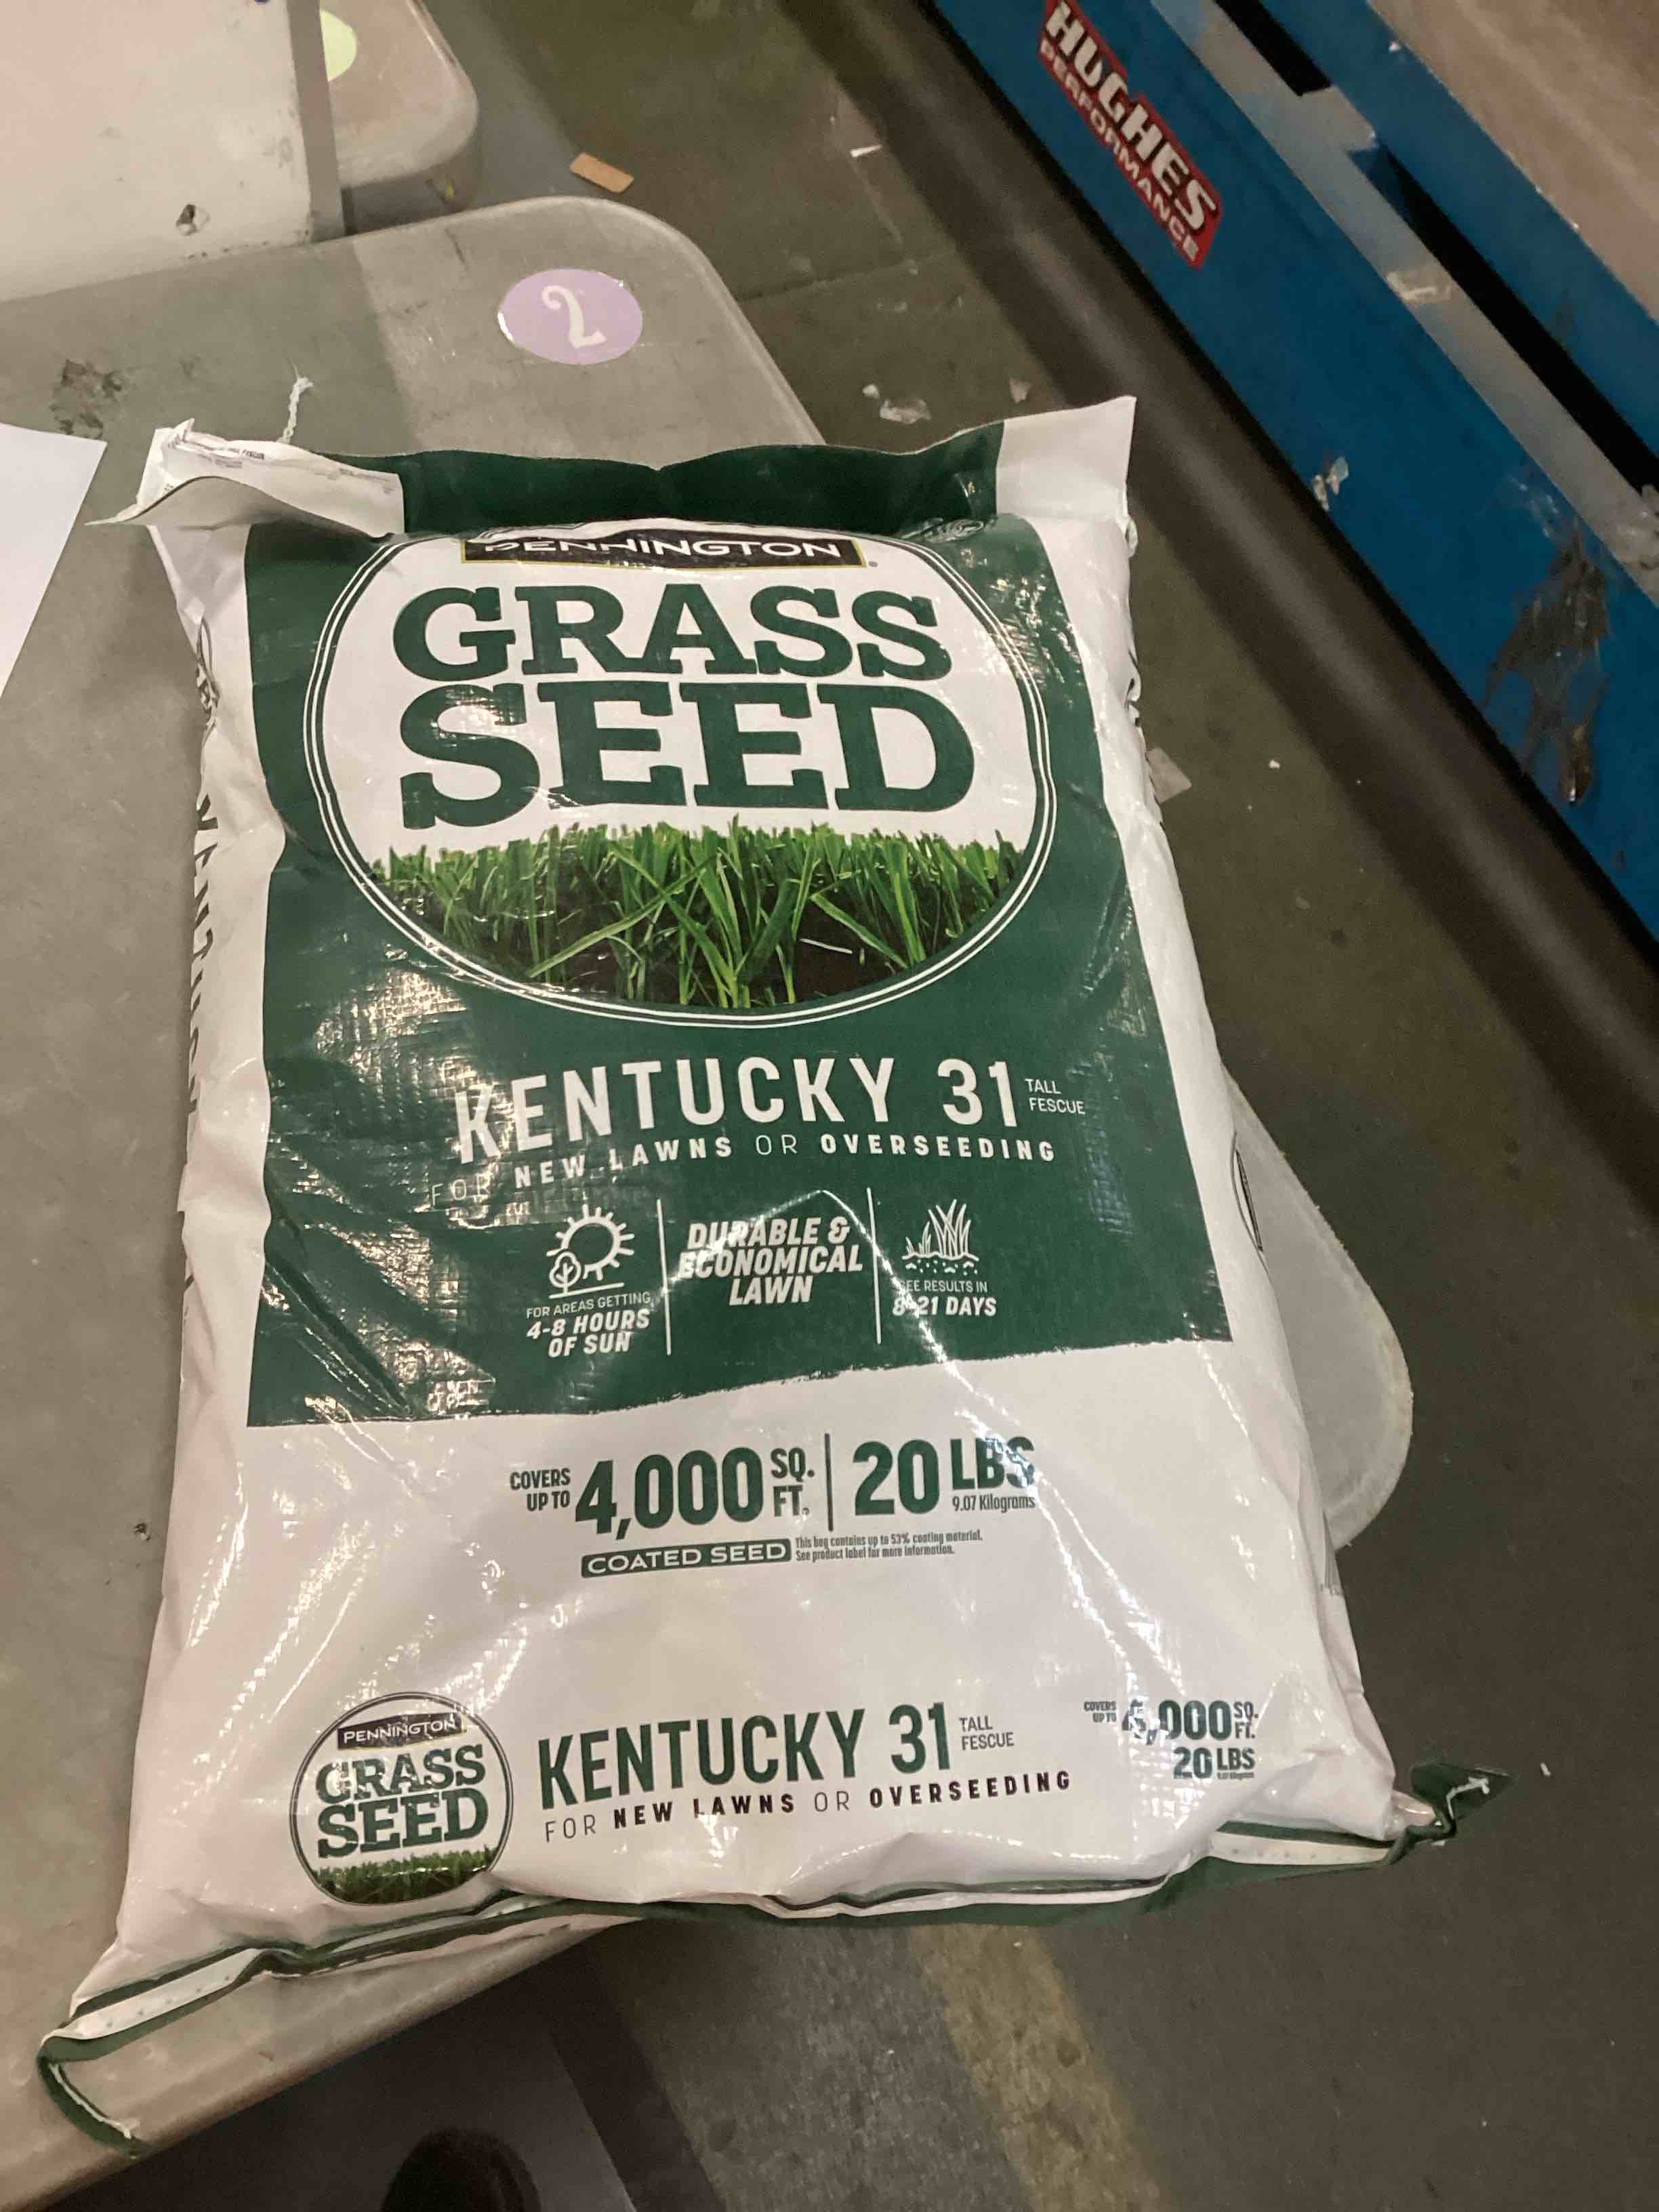 HUGHES
PERFORMANCE
2
PENNINGTON
GRASS
SEED
KENTUCKY 31 TALL
FESCUE
FOR NEW LAWNS OR OVERSEEDING
FOR AREAS GETTING
4-8 HOURS
OF SUN
DURABLE &
ECONOMICAL
LAWN
SEE RESULTS IN
8-21 DAYS
COVERS
UP TO 4,000 SQ.
FT. 20 LBS
9.07 Kilograms
COATED SEED This bag contains up to 53% coating material.
See product label for more information.
PENNINGTON
GRASS
SEED
KENTUCKY 31 TALL
FESCUE
FOR NEW LAWNS OR OVERSEEDING
COVERS
UP TO 4,000 SQ.
FT.
20 LBS